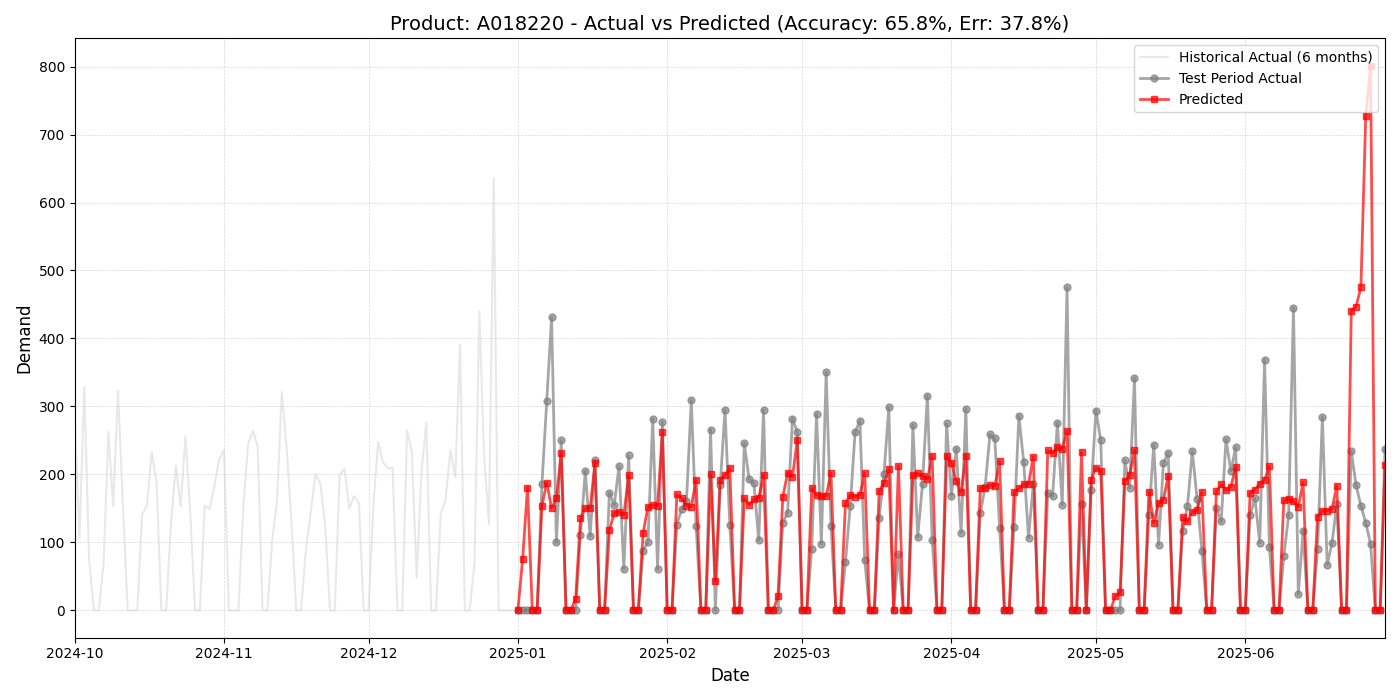 Product: A018220 - Actual vs Predicted (Accuracy: 65.8%, Err: 37.8%)
Historical Actual (6 months)
Test Period Actual
Predicted
Demand
800
700
600
500
400
300
200
100
0
2024-10 2024-11 2024-12 2025-01 2025-02 2025-03 2025-04 2025-05 2025-06
Date